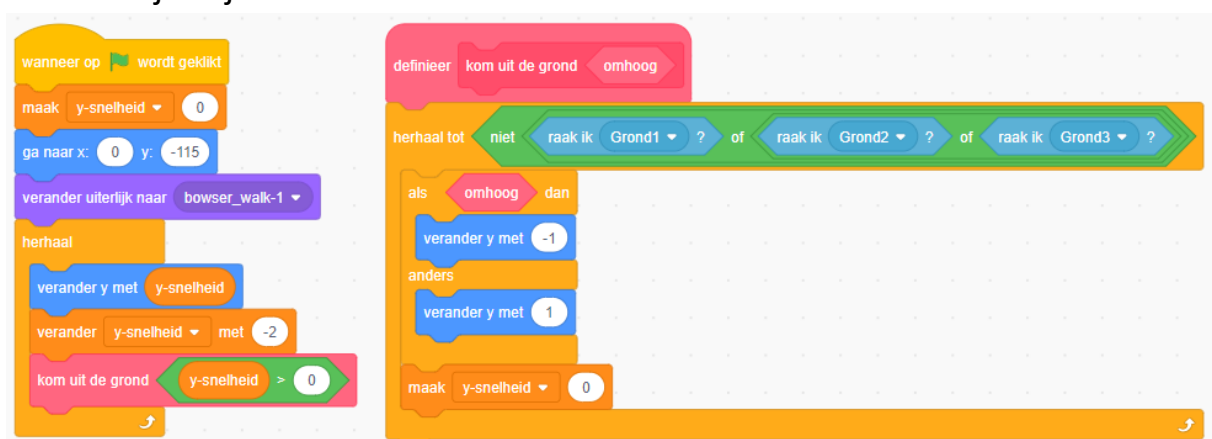 wanneer op wordt geklikt
maak y-snelheid 0
ga naar x: 0 y: -115
verander uiterlijk naar bowser_walk-1
herhaal
verander y met y-snelheid
verander y-snelheid met -2
kom uit de grond y-snelheid > 0
definieer kom uit de grond omhoog
herhaal tot niet raak ik Grond1 ? of raak ik Grond2 ? of raak ik Grond3 ?
als omhoog dan
verander y met -1
anders
verander y met 1
maak y-snelheid 0